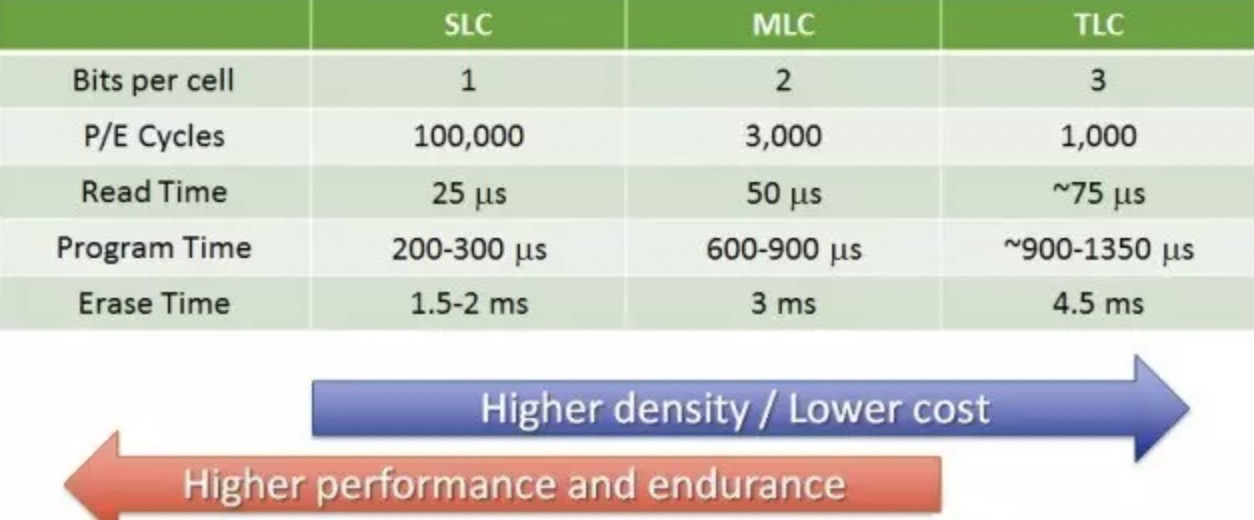 SLC MLC TLC
Bits per cell 1 2 3
P/E Cycles 100,000 3,000 1,000
Read Time 25 µs 50 µs ~75 µs
Program Time 200-300 µs 600-900 µs ~900-1350 µs
Erase Time 1.5-2 ms 3 ms 4.5 ms
Higher density / Lower cost
Higher performance and endurance